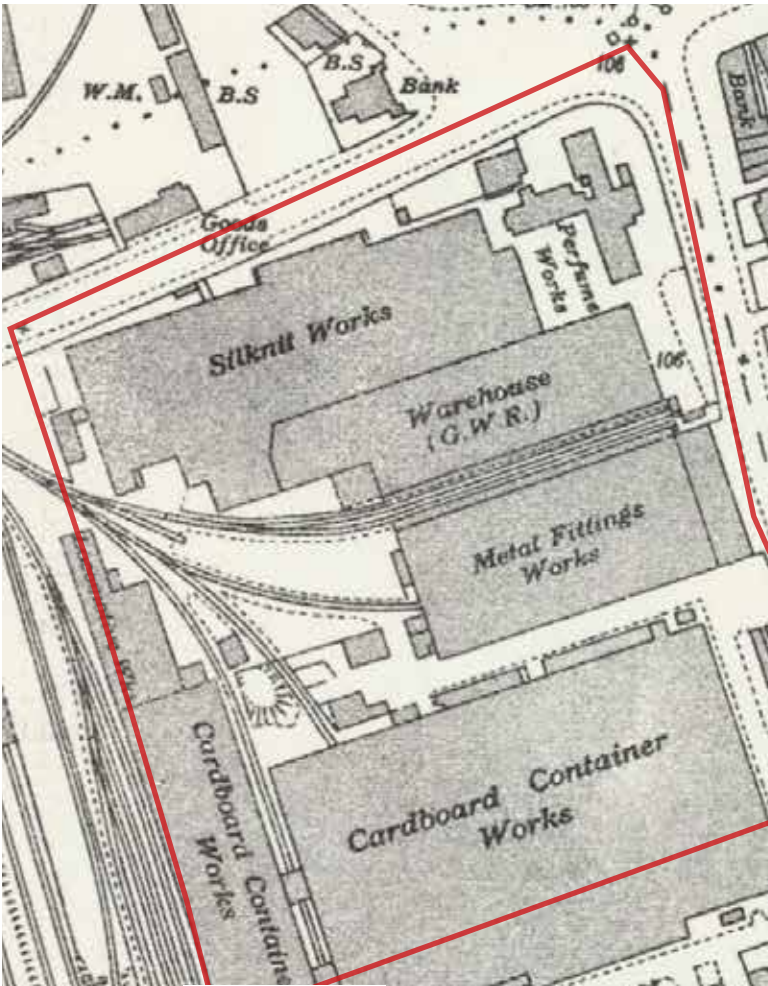 106
B.S
Bank
W.M.
B.S
Bank
Goods
Office
Perfume
Works
Silknit Works
106
Warehouse
(G.W R.)
Metal Fittings
Works
Cardboard Container
Works
Cardboard Containe
Works